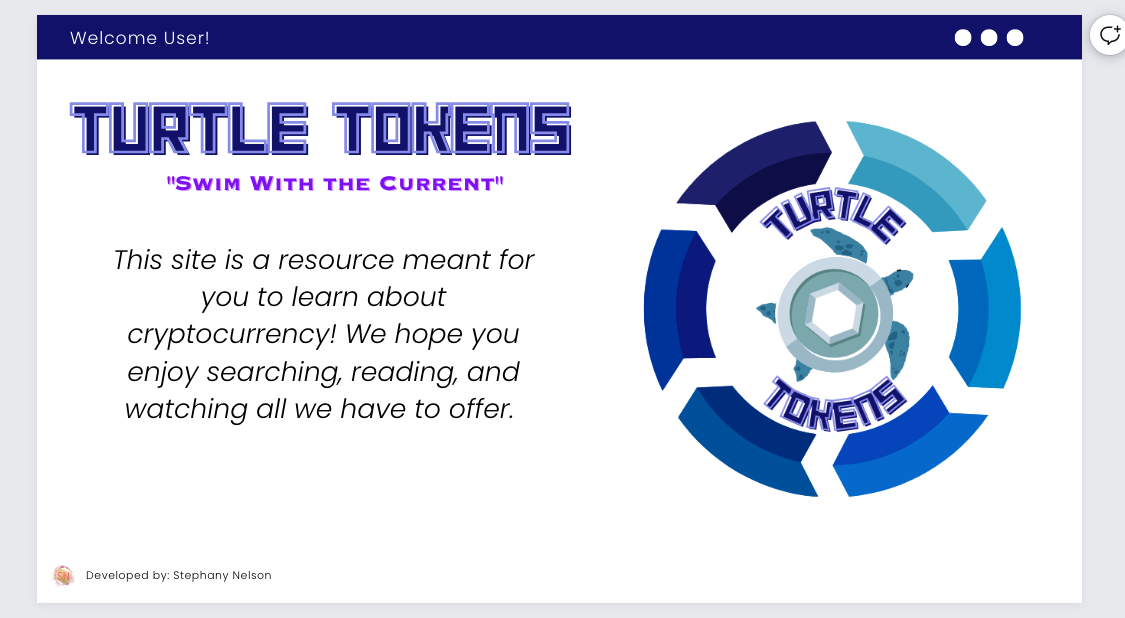 Welcome User!
TURTLE TOKENS
"SWIM WITH THE CURRENT"
This site is a resource meant for
you to learn about
cryptocurrency! We hope you
enjoy searching, reading, and
watching all we have to offer.
TURTLE
TOKENS
SN
Developed by: Stephany Nelson